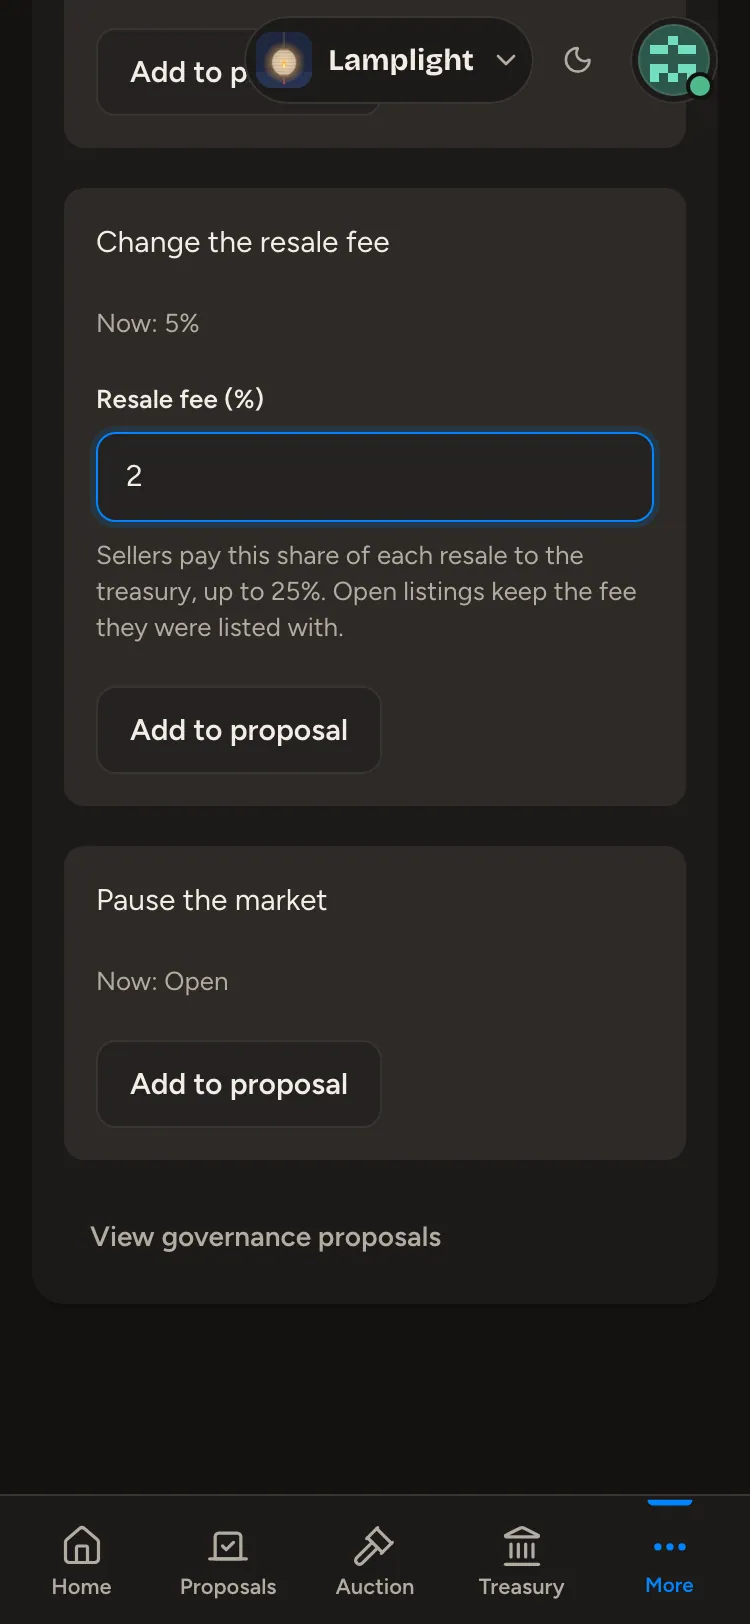 Add to p
Lamplight
Change the resale fee
Now: 5%
Resale fee (%)
2
Sellers pay this share of each resale to the
treasury, up to 25%. Open listings keep the fee
they were listed with.
Add to proposal
Pause the market
Now: Open
Add to proposal
View governance proposals
Home
Proposals
Auction
Treasury
More